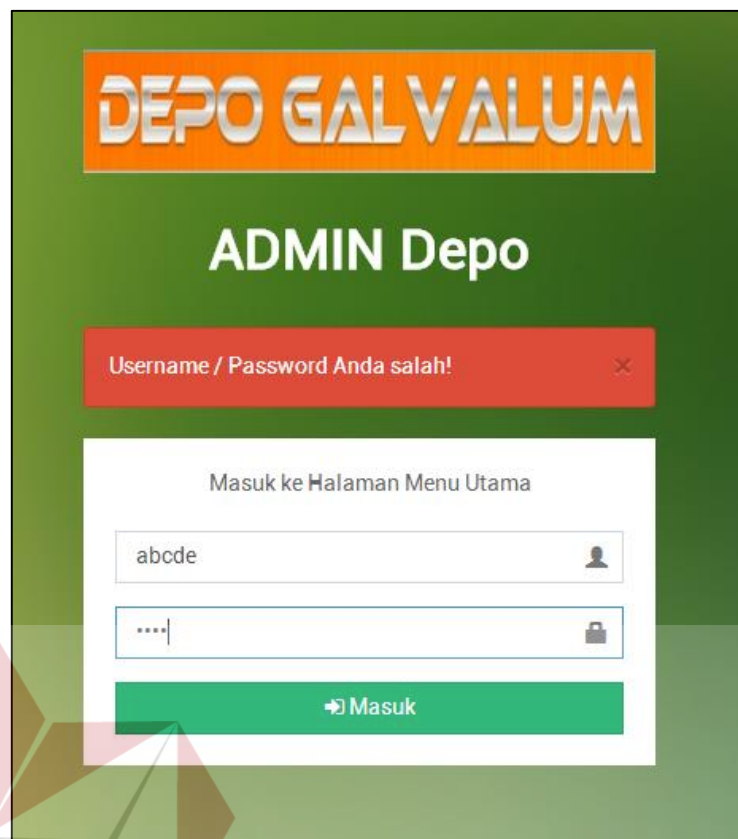 DEPO GALVALUM
ADMIN Depo
Username / Password Anda salah!
×
Masuk ke Halaman Menu Utama
abcde
••••
Masuk